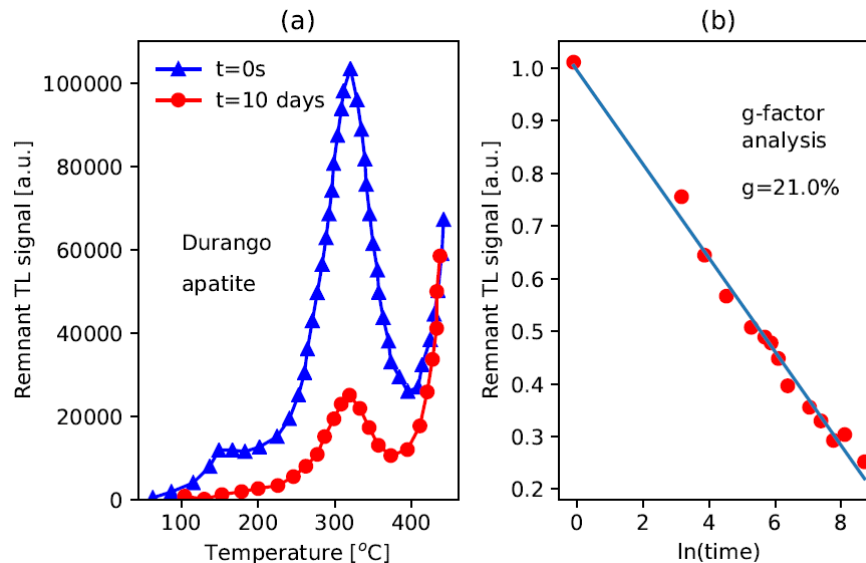 (a)
Remnant TL signal [a.u.]
100000
80000
60000
40000
20000
0
t=0s
t=10 days
Durango
apatite
100 200 300 400
Temperature [°C]
(b)
Remnant TL signal [a.u.]
1.0
0.9
0.8
0.7
0.6
0.5
0.4
0.3
0.2
g-factor
analysis
g=21.0%
0 2 4 6 8
ln(time)